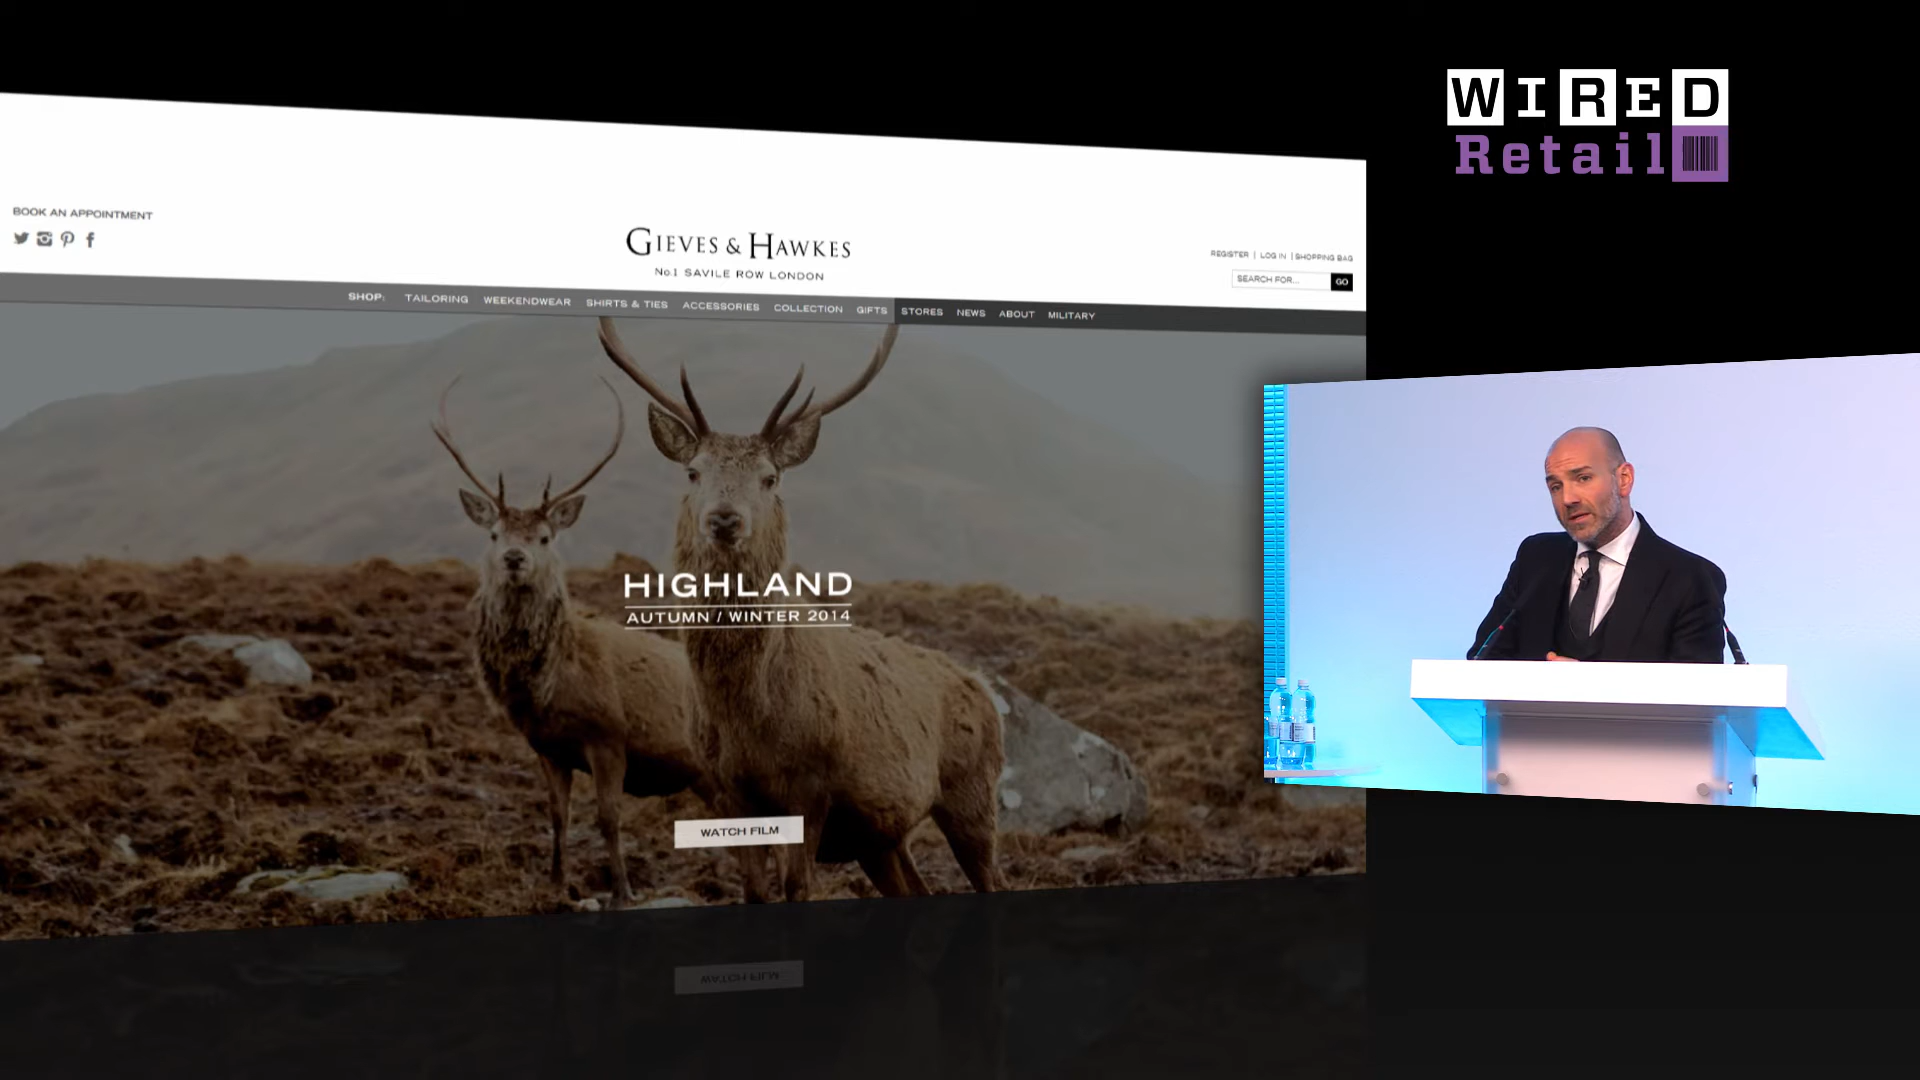 WIRED
Retail
BOOK AN APPOINTMENT
GIEVES & HAWKES
No.1 SAVILE ROW LONDON
REGISTER | LOG IN | SHOPPING BAG
SEARCH FOR... GO
SHOP: TAILORING WEEKENDWEAR SHIRTS & TIES ACCESSORIES COLLECTION GIFTS STORES NEWS ABOUT MILITARY
HIGHLAND
AUTUMN / WINTER 2014
WATCH FILM
WATCH FILM